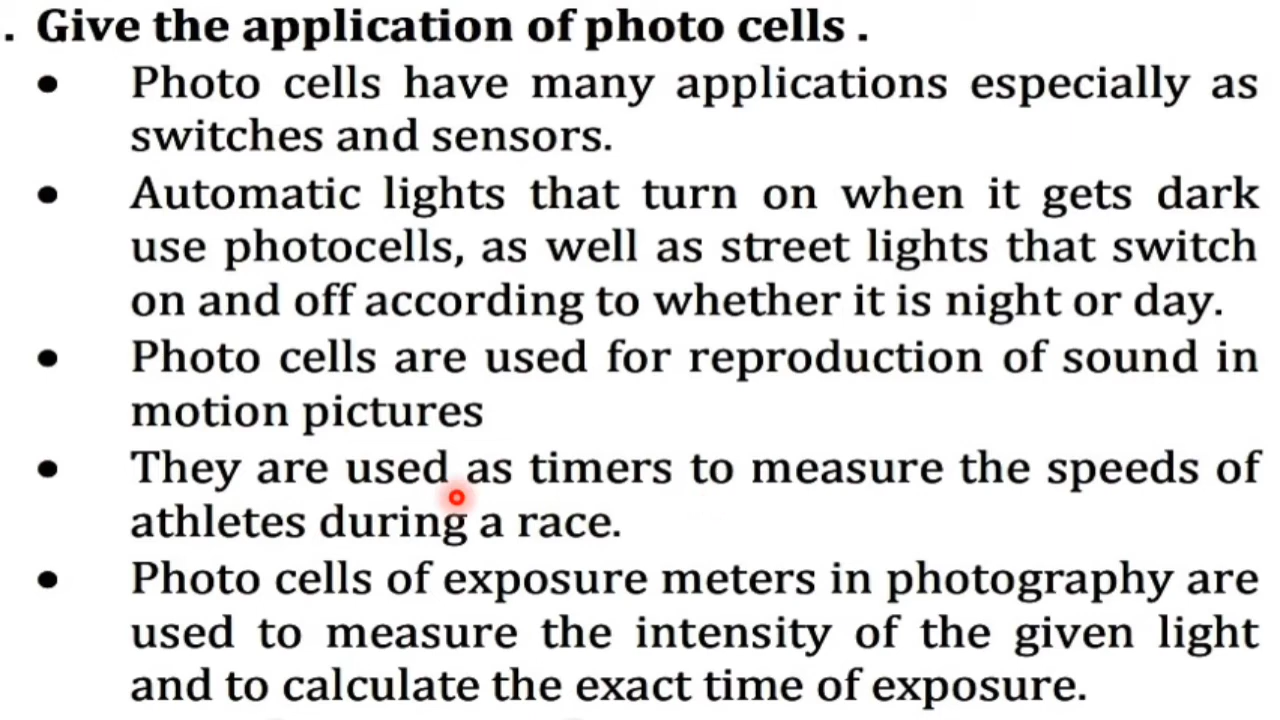 . Give the application of photo cells .
• Photo cells have many applications especially as
switches and sensors.
• Automatic lights that turn on when it gets dark
use photocells, as well as street lights that switch
on and off according to whether it is night or day.
• Photo cells are used for reproduction of sound in
motion pictures
• They are used as timers to measure the speeds of
athletes during a race.
• Photo cells of exposure meters in photography are
used to measure the intensity of the given light
and to calculate the exact time of exposure.